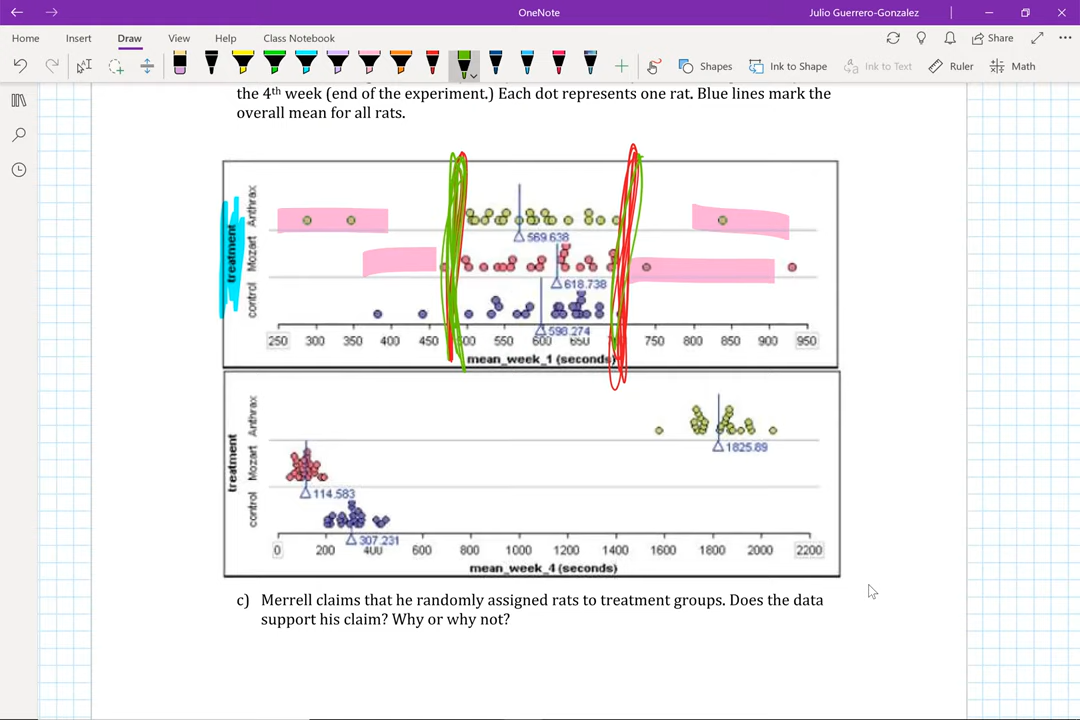 OneNote
Julio Guerrero-Gonzalez
Home Insert Draw View Help Class Notebook
Share
Shapes Ink to Shape Ink to Text Ruler Math
the 4th week (end of the experiment.) Each dot represents one rat. Blue lines mark the
overall mean for all rats.
treatment
Anthrax
Mozart
control
569.638
618.738
598.274
250 300 350 400 450 500 550 600 650 750 800 850 900 950
mean_week_1 (seconds)
treatment
Anthrax
Mozart
control
1825.89
114.583
307.231
0 200 400 600 800 1000 1200 1400 1600 1800 2000 2200
mean_week_4 (seconds)
c) Merrell claims that he randomly assigned rats to treatment groups. Does the data
support his claim? Why or why not?